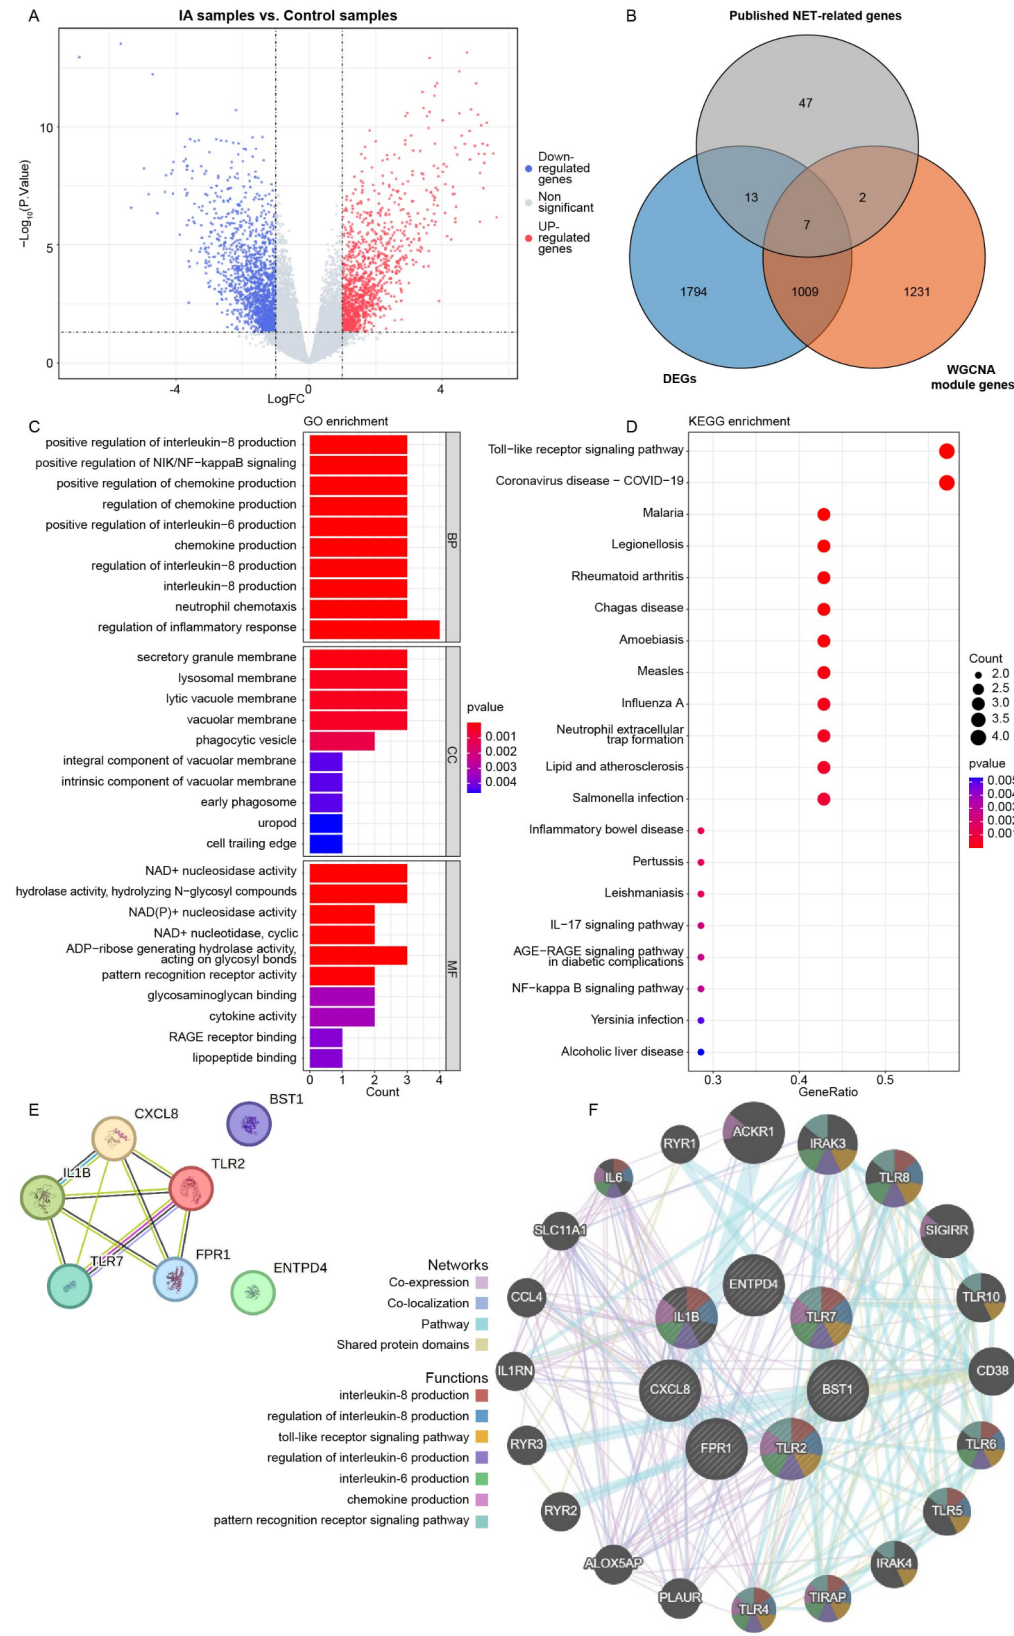 A
IA samples vs. Control samples
−Log10(P.Value)
10
5
0
-4
0
4
LogFC
Down-
regulated
genes
Non
significant
UP-
regulated
genes
B
Published NET-related genes
47
13
2
7
1794
1009
1231
DEGs
WGCNA
module genes
C
GO enrichment
positive regulation of interleukin−8 production
positive regulation of NIK/NF−kappaB signaling
positive regulation of chemokine production
regulation of chemokine production
positive regulation of interleukin−6 production
chemokine production
regulation of interleukin−8 production
interleukin−8 production
neutrophil chemotaxis
regulation of inflammatory response
BP
secretory granule membrane
lysosomal membrane
lytic vacuole membrane
vacuolar membrane
phagocytic vesicle
integral component of vacuolar membrane
intrinsic component of vacuolar membrane
early phagosome
uropod
cell trailing edge
CC
NAD+ nucleosidase activity
hydrolase activity, hydrolyzing N−glycosyl compounds
NAD(P)+ nucleosidase activity
NAD+ nucleotidase, cyclic
ADP−ribose generating hydrolase activity,
acting on glycosyl bonds
pattern recognition receptor activity
glycosaminoglycan binding
cytokine activity
RAGE receptor binding
lipopeptide binding
MF
0 1 2 3 4
Count
pvalue
0.001
0.002
0.003
0.004
D
KEGG enrichment
Toll−like receptor signaling pathway
Coronavirus disease − COVID−19
Malaria
Legionellosis
Rheumatoid arthritis
Chagas disease
Amoebiasis
Measles
Influenza A
Neutrophil extracellular
trap formation
Lipid and atherosclerosis
Salmonella infection
Inflammatory bowel disease
Pertussis
Leishmaniasis
IL−17 signaling pathway
AGE−RAGE signaling pathway
in diabetic complications
NF−kappa B signaling pathway
Yersinia infection
Alcoholic liver disease
0.3 0.4 0.5
GeneRatio
Count
2.0
2.5
3.0
3.5
4.0
pvalue
0.005
0.004
0.003
0.002
0.001
E
CXCL8
BST1
IL1B
TLR2
TLR7
FPR1
ENTPD4
Networks
Co-expression
Co-localization
Pathway
Shared protein domains
Functions
interleukin-8 production
regulation of interleukin-8 production
toll-like receptor signaling pathway
regulation of interleukin-6 production
interleukin-6 production
chemokine production
pattern recognition receptor signaling pathway
F
ACKR1
RYR1
IRAK3
IL6
TLR8
SLC11A1
SIGIRR
ENTPD4
CCL4
IL1B
TLR7
TLR10
IL1RN
CXCL8
BST1
CD38
RYR3
FPR1
TLR2
TLR6
RYR2
TLR5
ALOX5AP
IRAK4
PLAUR
TLR4
TIRAP